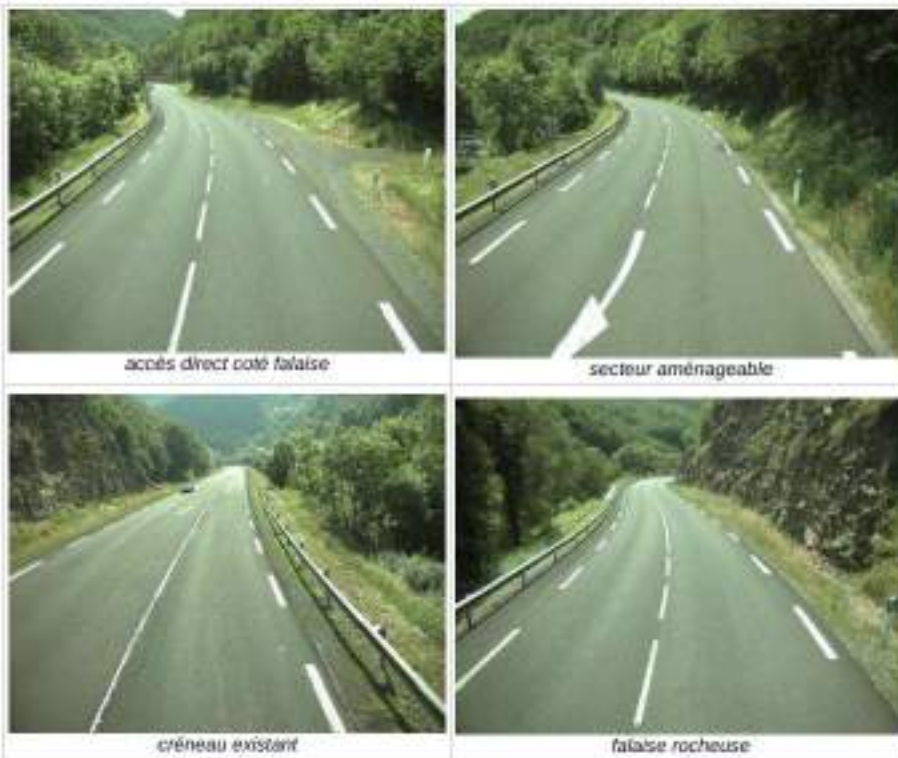 accès direct coté falaise
secteur aménageable
créneau existant
falaise rocheuse